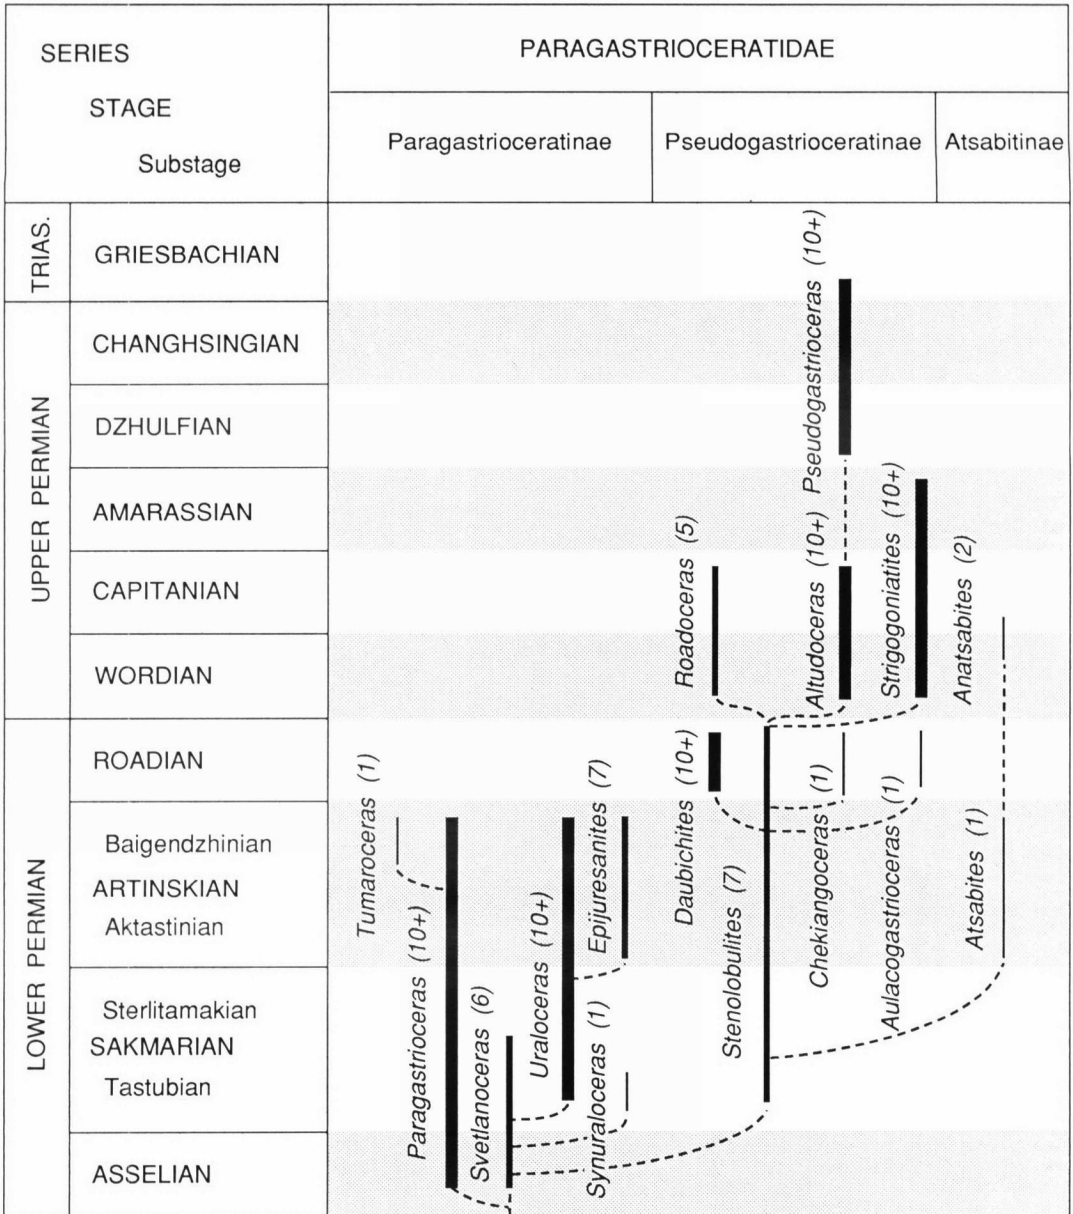 SERIES
STAGE
Substage
PARAGASTRIOCERATIDAE
Paragastrioceratinae
Pseudogastrioceratinae
Atsabitinae
TRIAS.
GRIESBACHIAN
UPPER PERMIAN
CHANGHSINGIAN
DZHULFIAN
AMARASSIAN
CAPITANIAN
WORDIAN
LOWER PERMIAN
ROADIAN
Baigendzhinian
ARTINSKIAN
Aktastinian
Sterlitamakian
SAKMARIAN
Tastubian
ASSELIAN
Tumaroceras (1)
Paragastrioceras (10+)
Svetlanoceras (6)
Uraloceras (10+)
Epijuresanites (7)
Synuraloceras (1)
Roadoceras (5)
Daubichites (10+)
Stenolobulites (7)
Pseudogastrioceras (10+)
Altudoceras (10+)
Chekiangoceras (1)
Strigogoniatites (10+)
Aulacogastrioceras (1)
Anatsabites (2)
Atsabites (1)